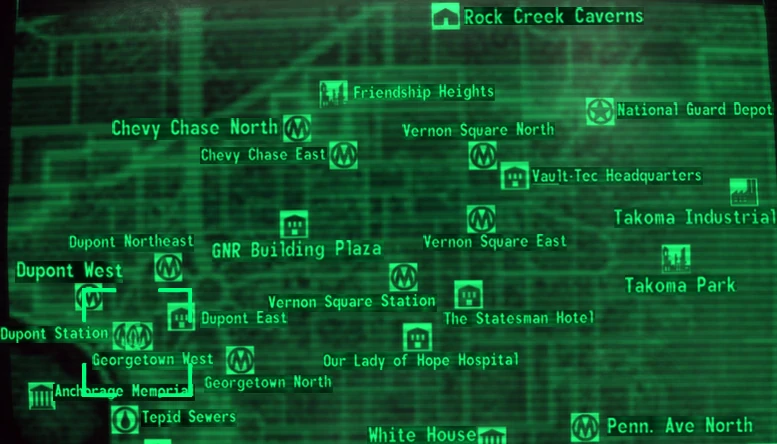 Rock Creek Caverns
Friendship Heights
National Guard Depot
Chevy Chase North
Vernon Square North
Chevy Chase East
Vault-Tec Headquarters
Takoma Industrial
Dupont Northeast
GNR Building Plaza
Vernon Square East
Dupont West
Takoma Park
Vernon Square Station
Dupont East
The Statesman Hotel
Dupont Station
Georgetown West
Our Lady of Hope Hospital
Georgetown North
Anchorage Memorial
Tepid Sewers
White House
Penn. Ave North